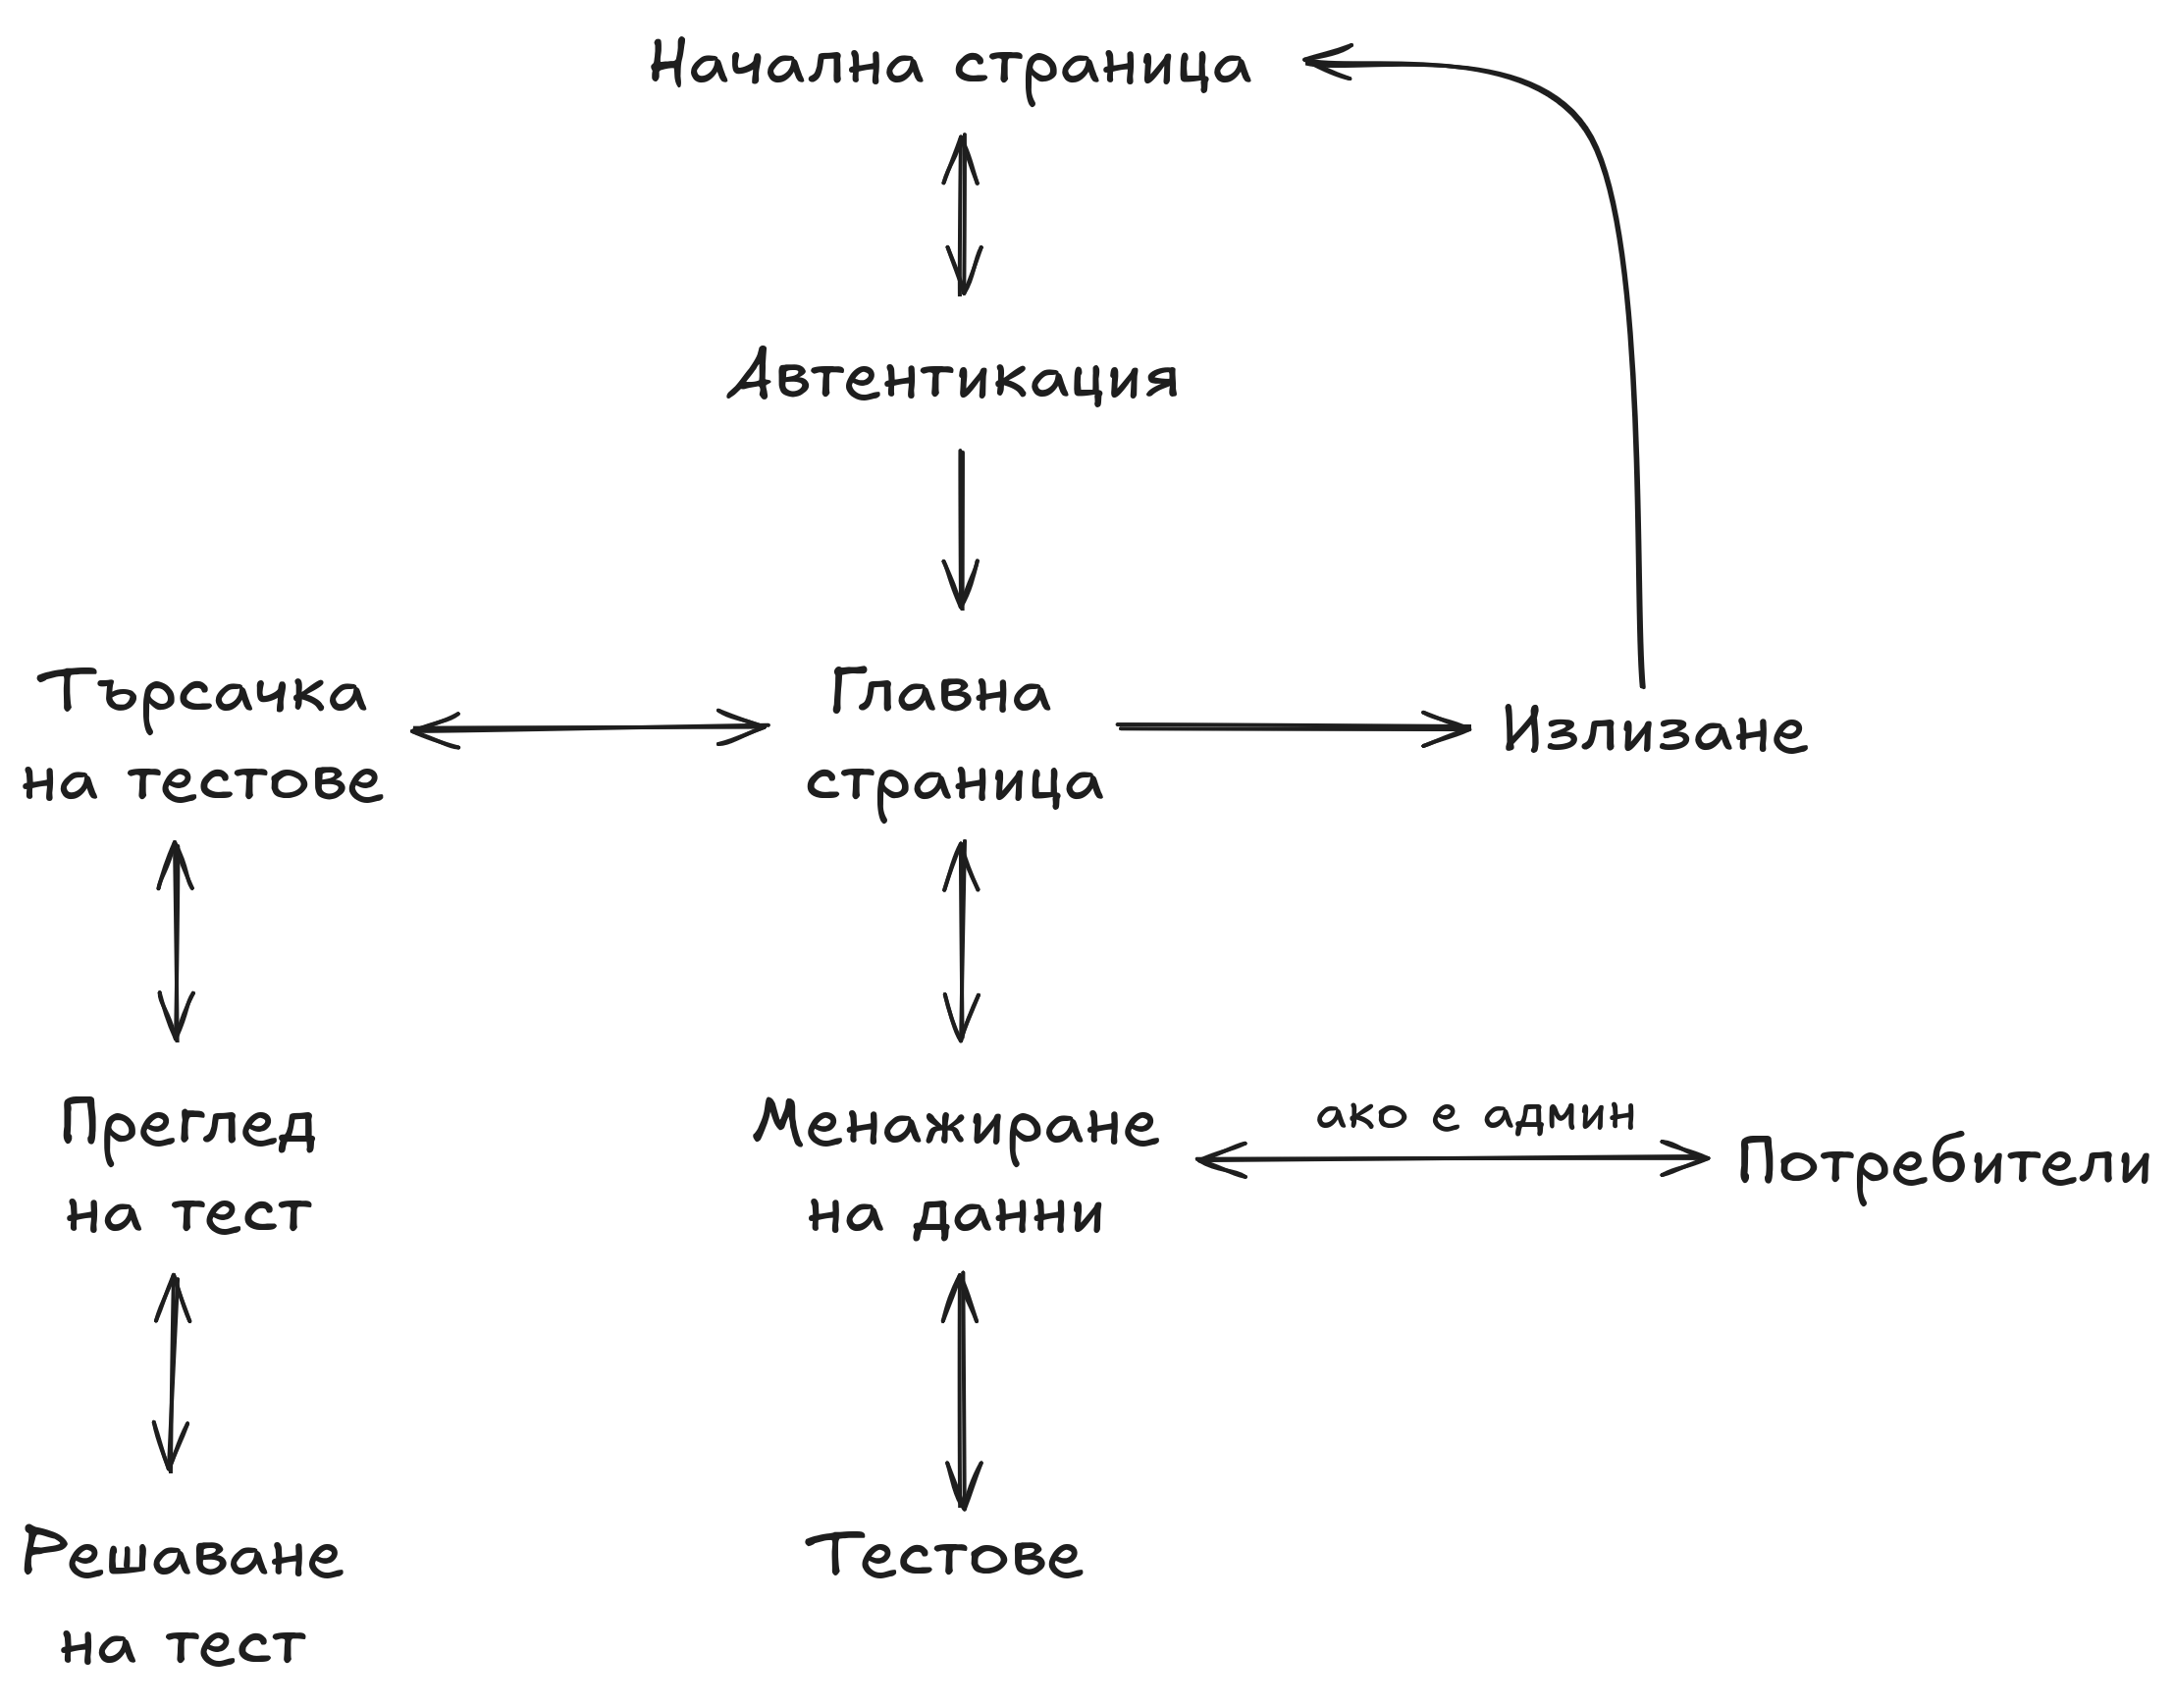 Начална страница
Автентикация
Търсачка
на тестове
Главна
страница
Излизане
Преглед
на тест
Менажиране
на данни
ако е админ
Потребители
Решаване
на тест
Тестове